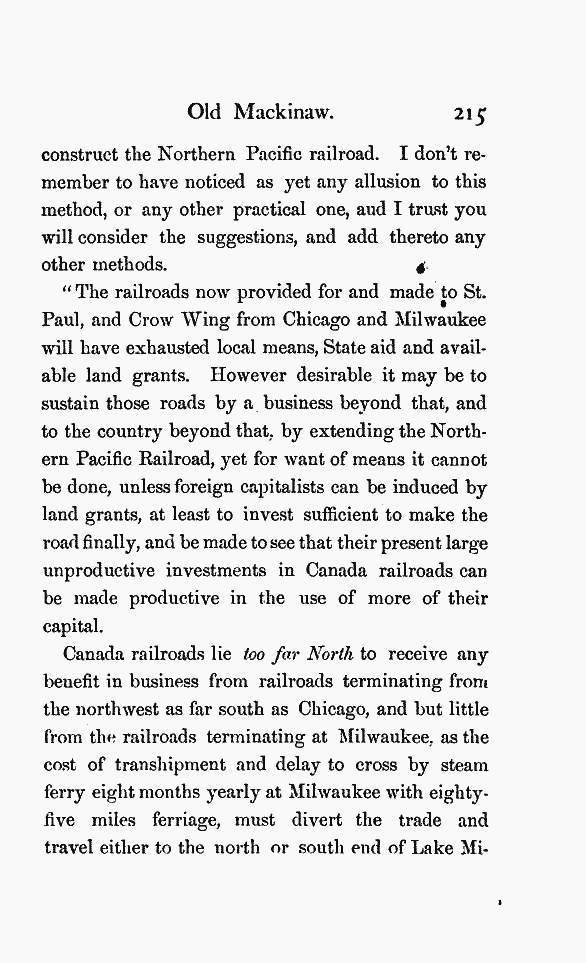 Old Mackinaw. 215
construct the Northern Pacific railroad. I don't re-
member to have noticed as yet any allusion to this
method, or any other practical one, aud I trust you
will consider the suggestions, and add thereto any
other methods.
"The railroads now provided for and made to St.
Paul, and Crow Wing from Chicago and Milwaukee
will have exhausted local means, State aid and avail-
able land grants. However desirable it may be to
sustain those roads by a business beyond that, and
to the country beyond that, by extending the North-
ern Pacific Railroad, yet for want of means it cannot
be done, unless foreign capitalists can be induced by
land grants, at least to invest sufficient to make the
road finally, and be made to see that their present large
unproductive investments in Canada railroads can
be made productive in the use of more of their
capital.
Canada railroads lie too far North to receive any
benefit in business from railroads terminating from
the northwest as far south as Chicago, and but little
from the railroads terminating at Milwaukee, as the
cost of transhipment and delay to cross by steam
ferry eight months yearly at Milwaukee with eighty-
five miles ferriage, must divert the trade and
travel either to the north or south end of Lake Mi-